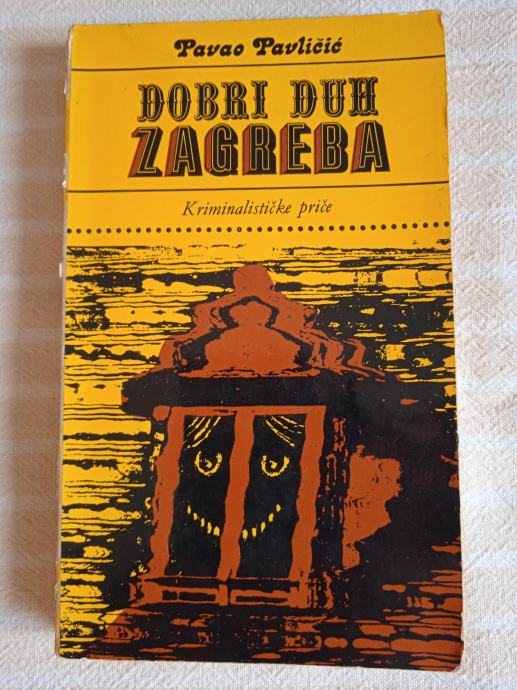 Pavao Pavličić
DOBRI DUH
ZAGREBA
Kriminalističke priče